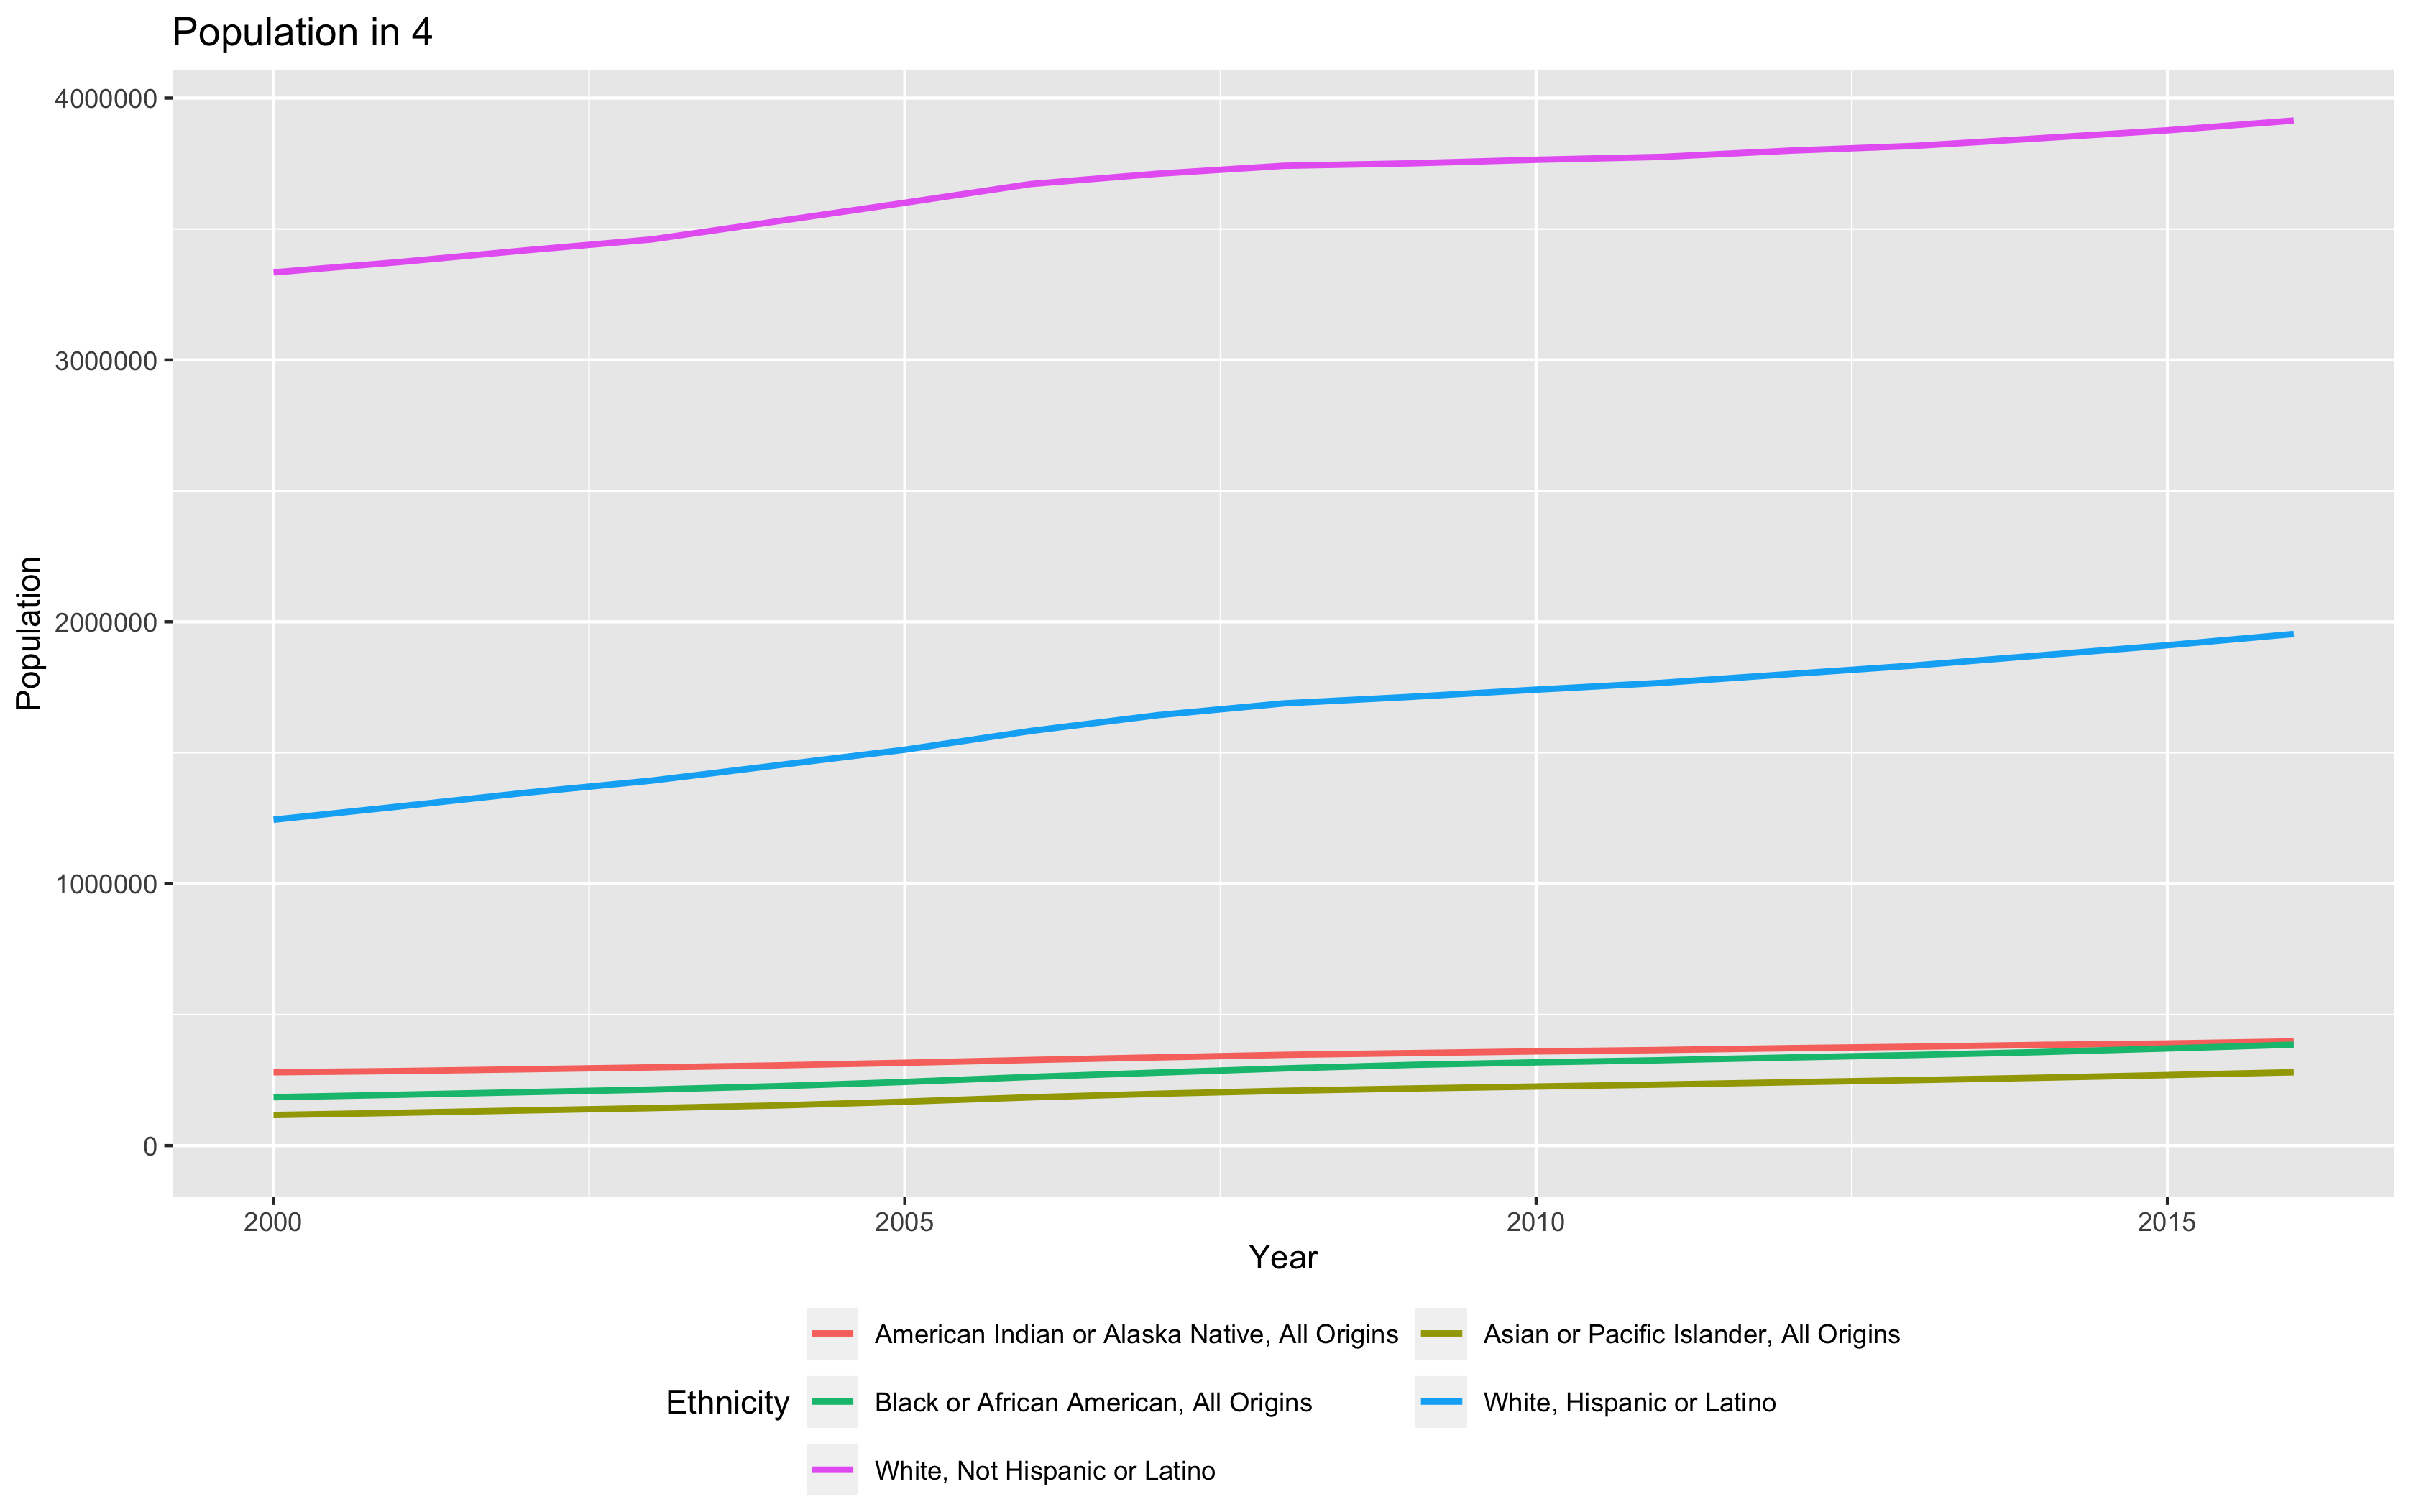 Population in 4
4000000
3000000
2000000
1000000
0
Population
2000
2005
2010
2015
Year
Ethnicity
American Indian or Alaska Native, All Origins
Asian or Pacific Islander, All Origins
Black or African American, All Origins
White, Hispanic or Latino
White, Not Hispanic or Latino